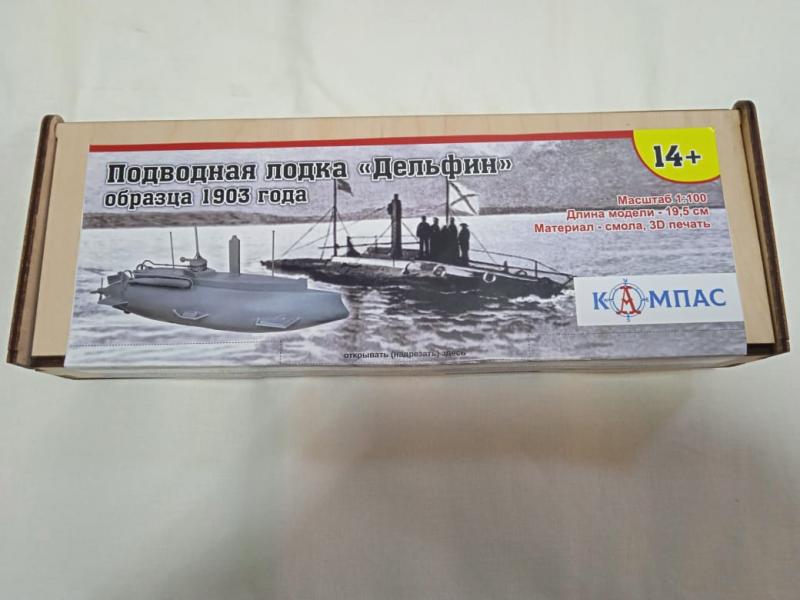 Подводная лодка «Дельфин»
образца 1903 года
14+
Масштаб 1:100
Длина модели - 19,5 см
Материал - смола, 3D печать
КАМПАС
открывать (надрезать) здесь